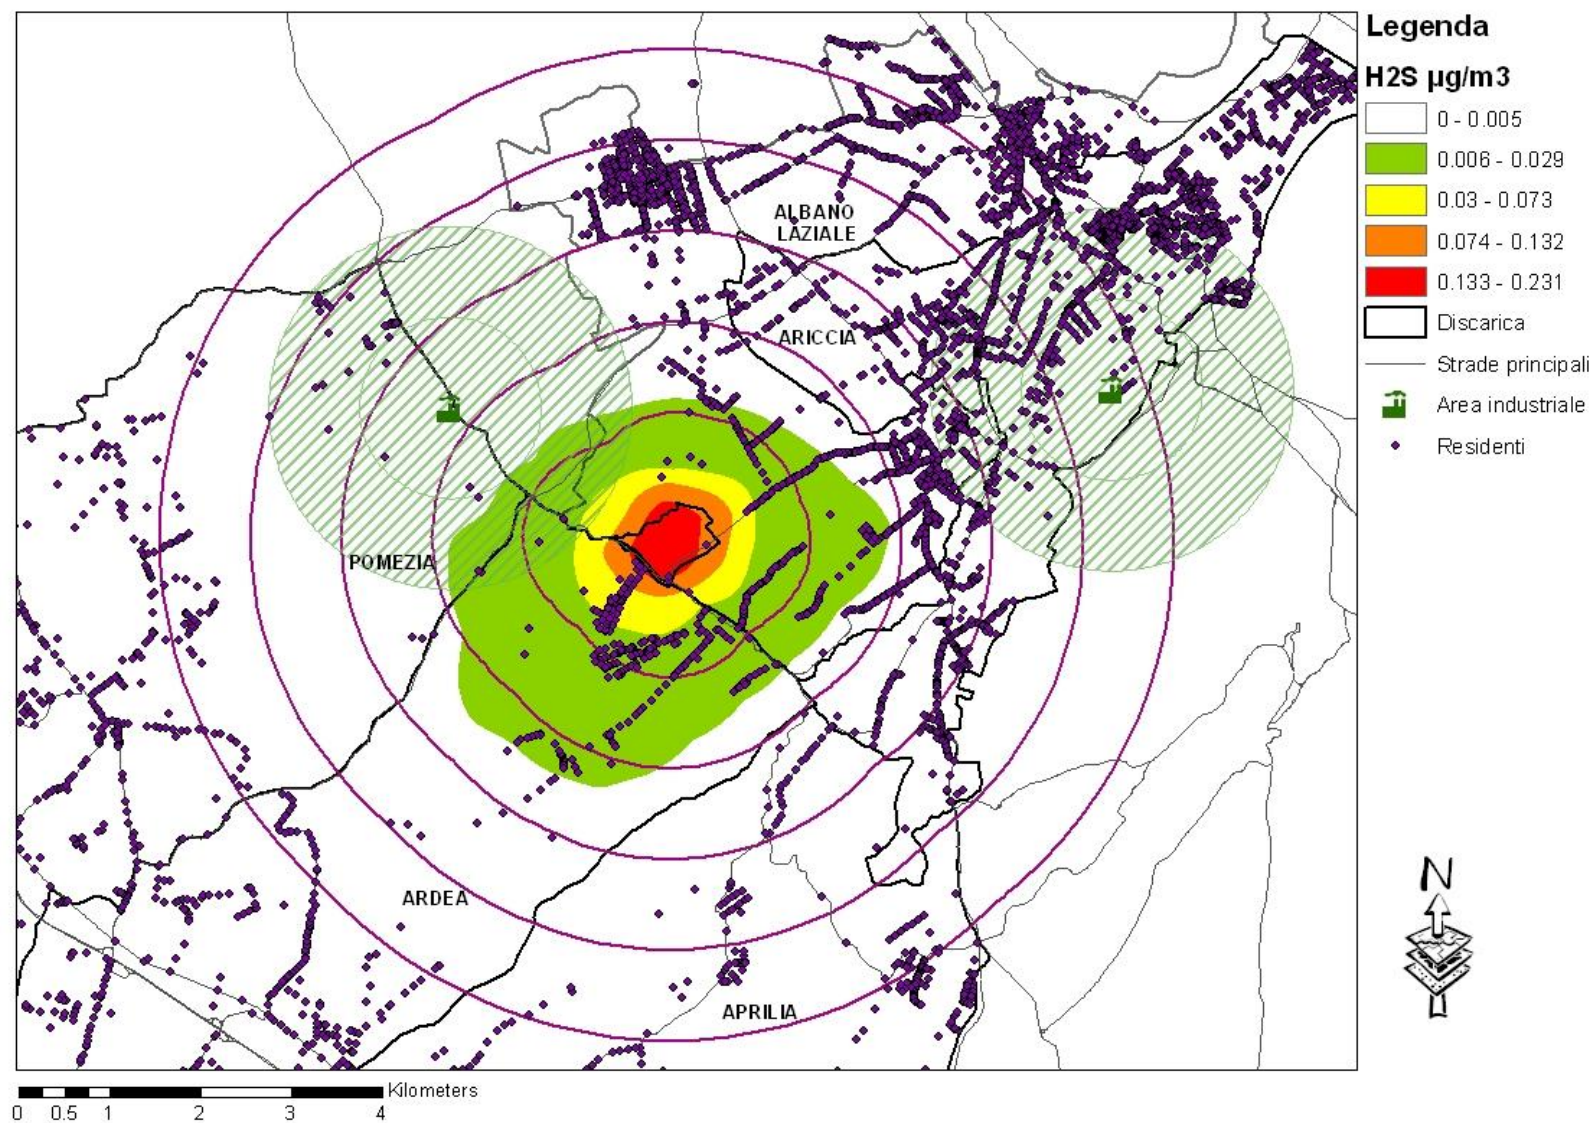 ALBANO
LAZIALE
ARICCIA
POMEZIA
ARDEA
APRILIA
Legenda
H2S µg/m3
0 - 0.005
0.006 - 0.029
0.03 - 0.073
0.074 - 0.132
0.133 - 0.231
Discarica
Strade principali
Area industriale
Residenti
N
Kilometers
0 0.5 1 2 3 4